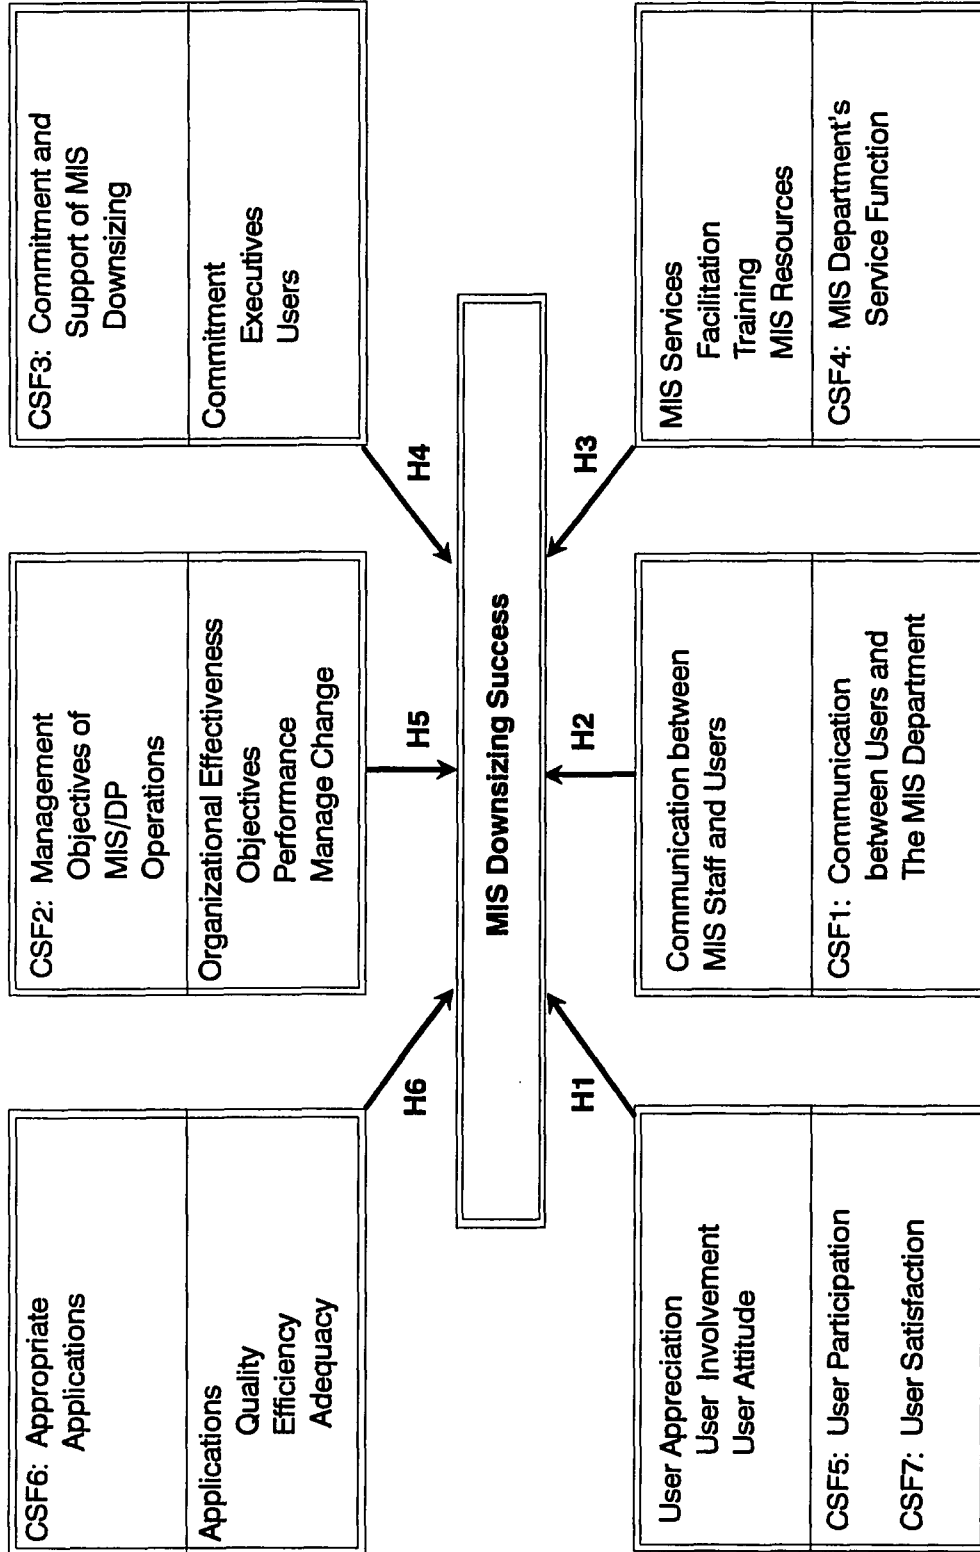 CSF6: Appropriate
Applications
Applications
Quality
Efficiency
Adequacy
CSF2: Management
Objectives of
MIS/DP
Operations
Organizational Effectiveness
Objectives
Performance
Manage Change
CSF3: Commitment and
Support of MIS
Downsizing
Commitment
Executives
Users
H6
H5
H4
MIS Downsizing Success
H1
H2
H3
User Appreciation
User Involvement
User Attitude
CSF5: User Participation
CSF7: User Satisfaction
Communication between
MIS Staff and Users
CSF1: Communication
between Users and
The MIS Department
MIS Services
Facilitation
Training
MIS Resources
CSF4: MIS Department's
Service Function